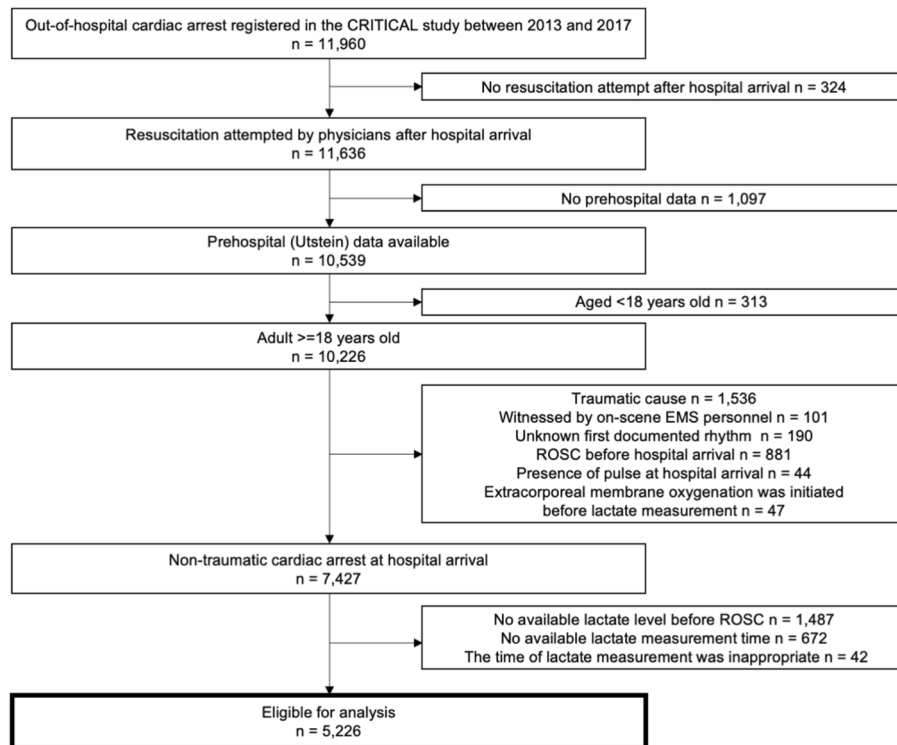 Out-of-hospital cardiac arrest registered in the CRITICAL study between 2013 and 2017
n = 11,960
No resuscitation attempt after hospital arrival n = 324
Resuscitation attempted by physicians after hospital arrival
n = 11,636
No prehospital data n = 1,097
Prehospital (Utstein) data available
n = 10,539
Aged <18 years old n = 313
Adult >=18 years old
n = 10,226
Traumatic cause n = 1,536
Witnessed by on-scene EMS personnel n = 101
Unknown first documented rhythm n = 190
ROSC before hospital arrival n = 881
Presence of pulse at hospital arrival n = 44
Extracorporeal membrane oxygenation was initiated
before lactate measurement n = 47
Non-traumatic cardiac arrest at hospital arrival
n = 7,427
No available lactate level before ROSC n = 1,487
No available lactate measurement time n = 672
The time of lactate measurement was inappropriate n = 42
Eligible for analysis
n = 5,226